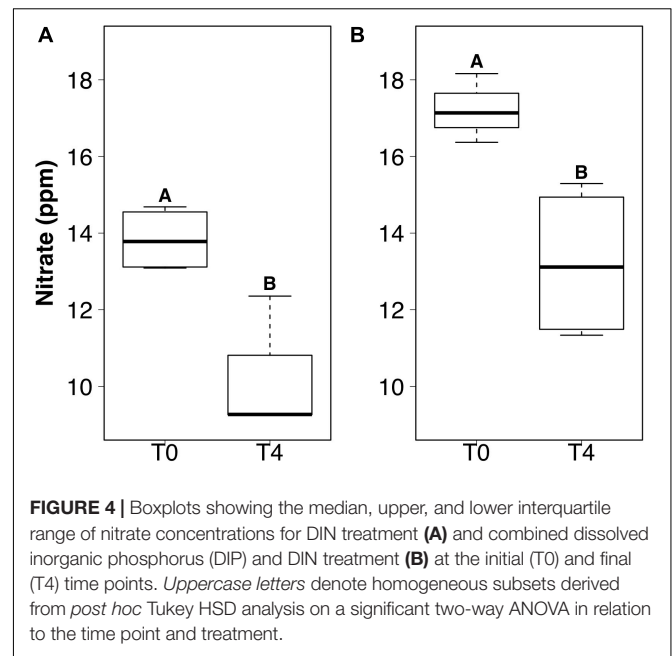 A
B
Nitrate (ppm)
18
16
14
12
10
A
B
T0
T4
18
16
14
12
10
A
B
T0
T4
FIGURE 4 | Boxplots showing the median, upper, and lower interquartile
range of nitrate concentrations for DIN treatment (A) and combined dissolved
inorganic phosphorus (DIP) and DIN treatment (B) at the initial (T0) and final
(T4) time points. Uppercase letters denote homogeneous subsets derived
from post hoc Tukey HSD analysis on a significant two-way ANOVA in relation
to the time point and treatment.